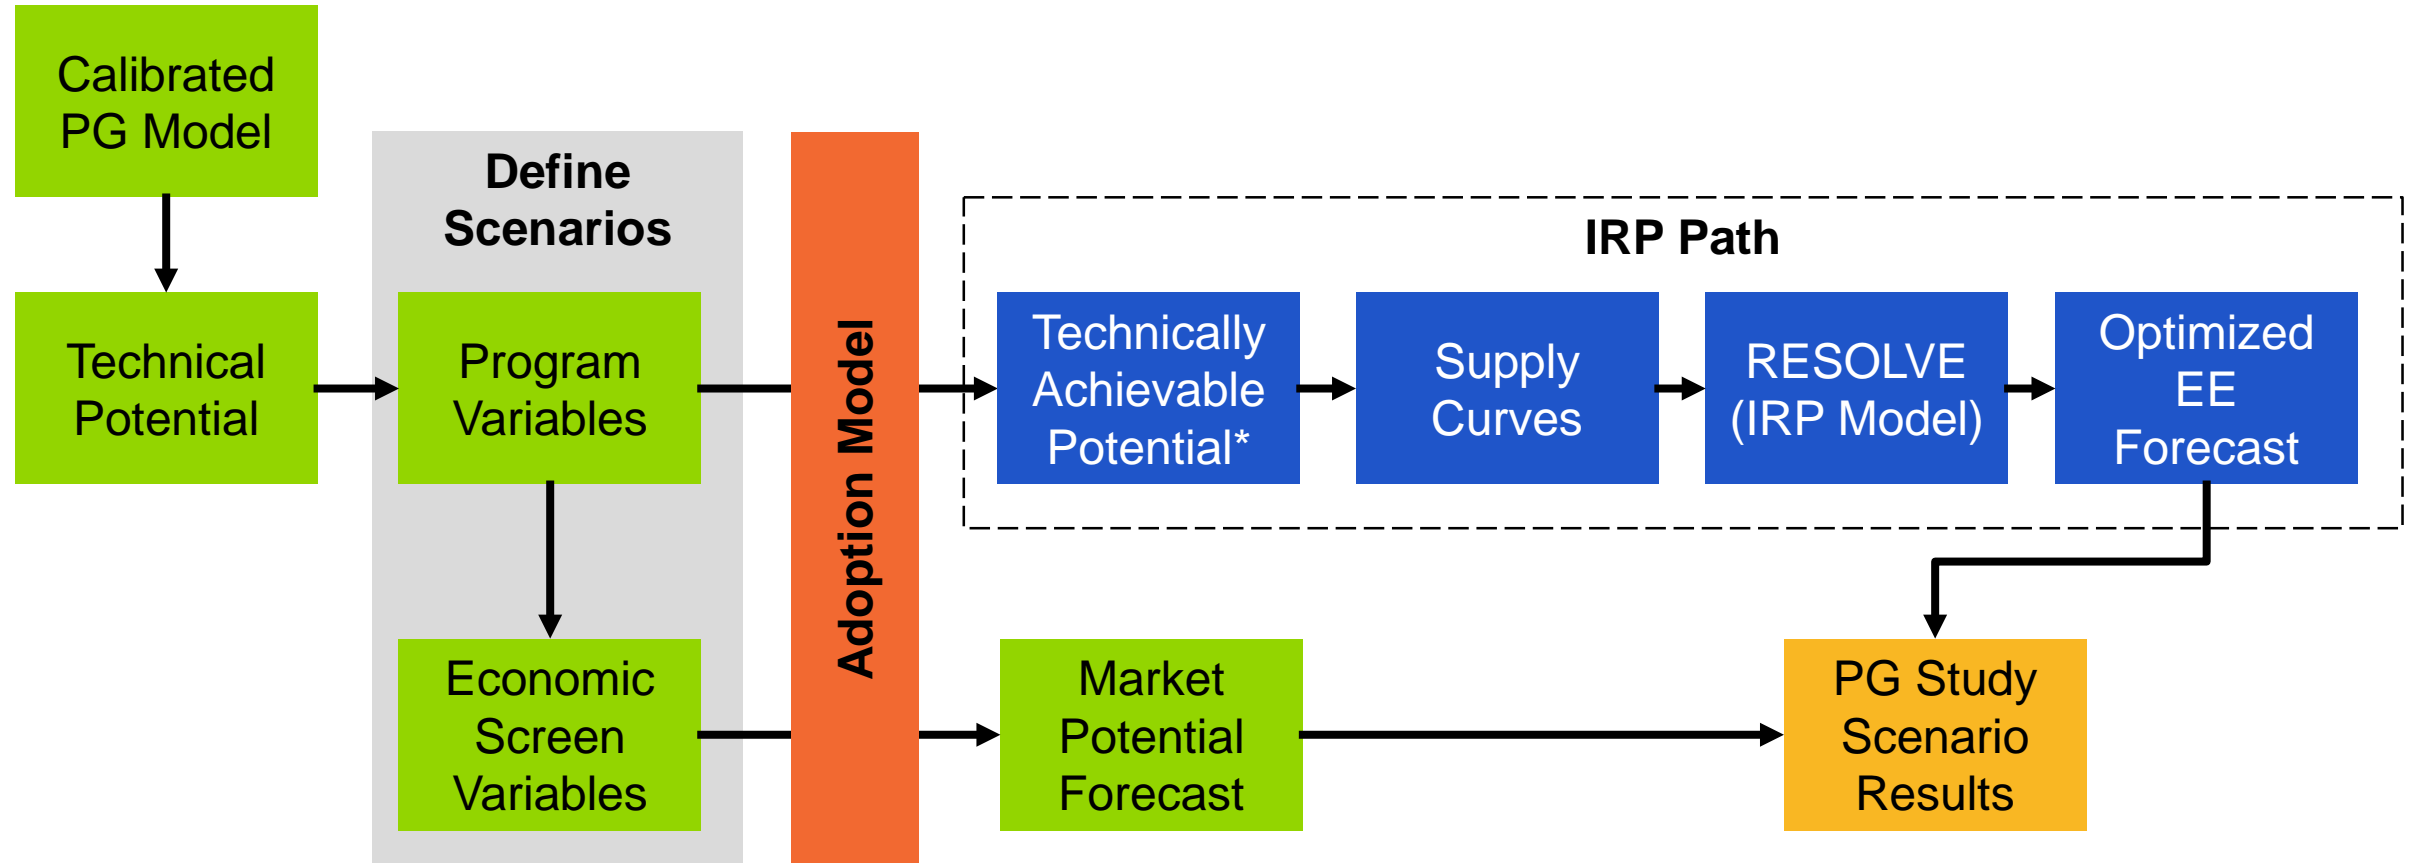 Calibrated
PG Model
Technical
Potential
Define
Scenarios
Program
Variables
Economic
Screen
Variables
Adoption Model
IRP Path
Technically
Achievable
Potential*
Supply
Curves
RESOLVE
(IRP Model)
Optimized
EE
Forecast
Market
Potential
Forecast
PG Study
Scenario
Results